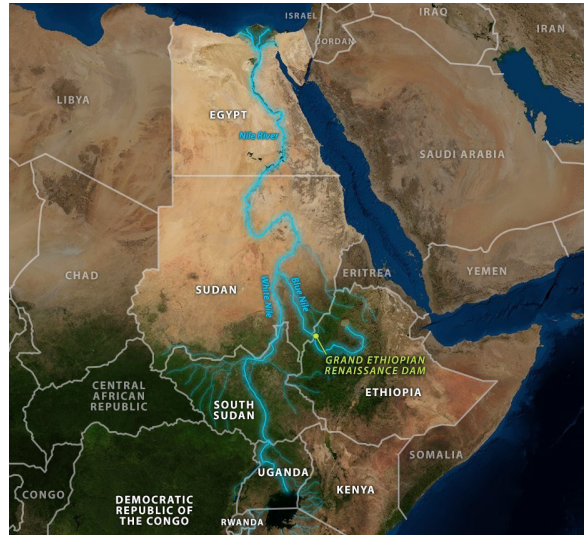 ISRAEL
IRAQ
IRAN
JORDAN
LIBYA
EGYPT
Nile River
SAUDI ARABIA
CHAD
SUDAN
White Nile
Blue Nile
ERITREA
YEMEN
GRAND ETHIOPIAN
RENAISSANCE DAM
CENTRAL
AFRICAN
REPUBLIC
SOUTH
SUDAN
ETHIOPIA
SOMALIA
UGANDA
KENYA
CONGO
DEMOCRATIC
REPUBLIC OF
THE CONGO
RWANDA